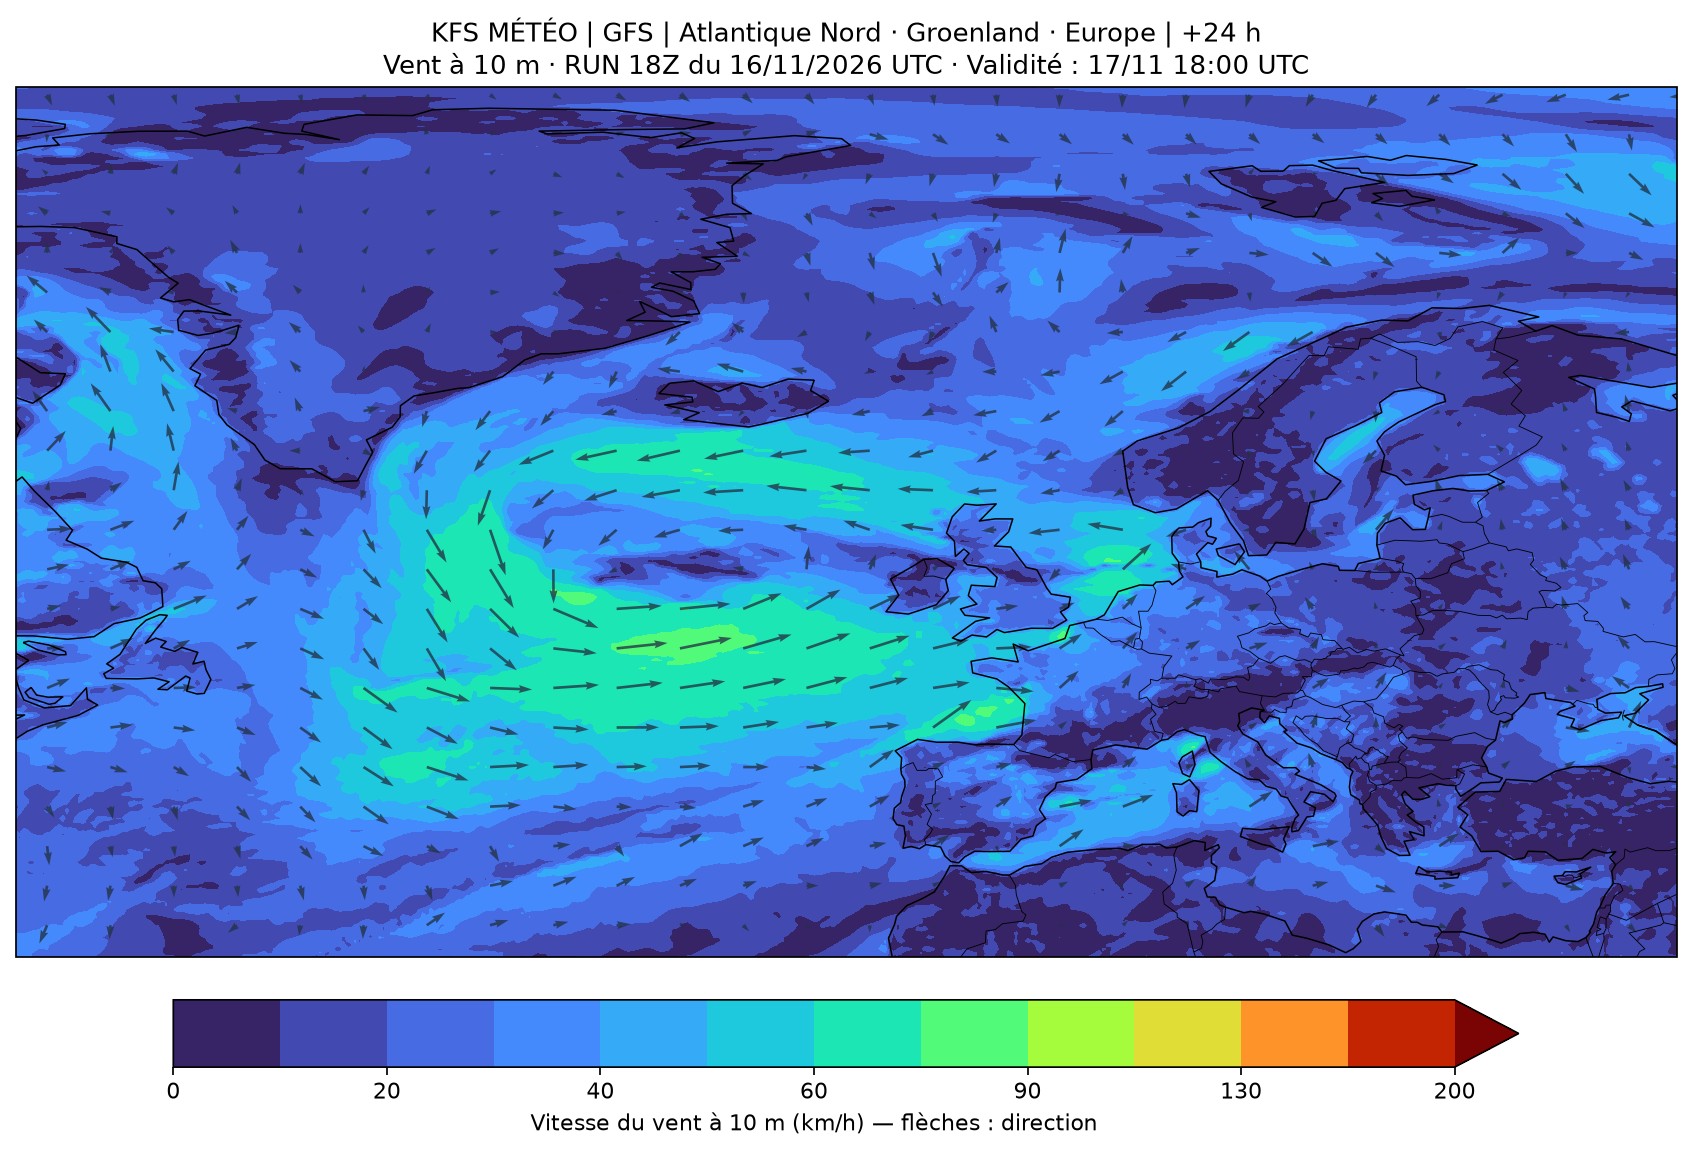 KFS MÉTÉO | GFS | Atlantique Nord · Groenland · Europe | +24 h
Vent à 10 m · RUN 18Z du 16/11/2026 UTC · Validité : 17/11 18:00 UTC
0 20 40 60 90 130 200
Vitesse du vent à 10 m (km/h) — flèches : direction